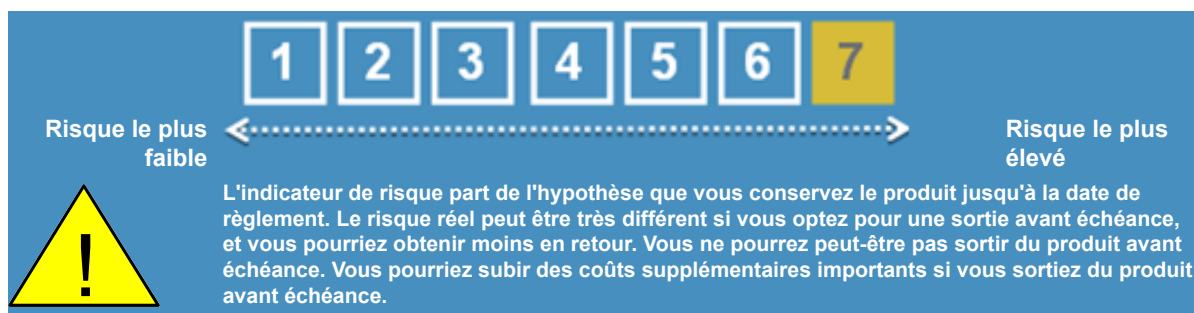 1 2 3 4 5 6 7
Risque le plus
faible
Risque le plus
élevé
!
L'indicateur de risque part de l'hypothèse que vous conservez le produit jusqu'à la date de
règlement. Le risque réel peut être très différent si vous optez pour une sortie avant échéance,
et vous pourriez obtenir moins en retour. Vous ne pourrez peut-être pas sortir du produit avant
échéance. Vous pourriez subir des coûts supplémentaires importants si vous sortiez du produit
avant échéance.